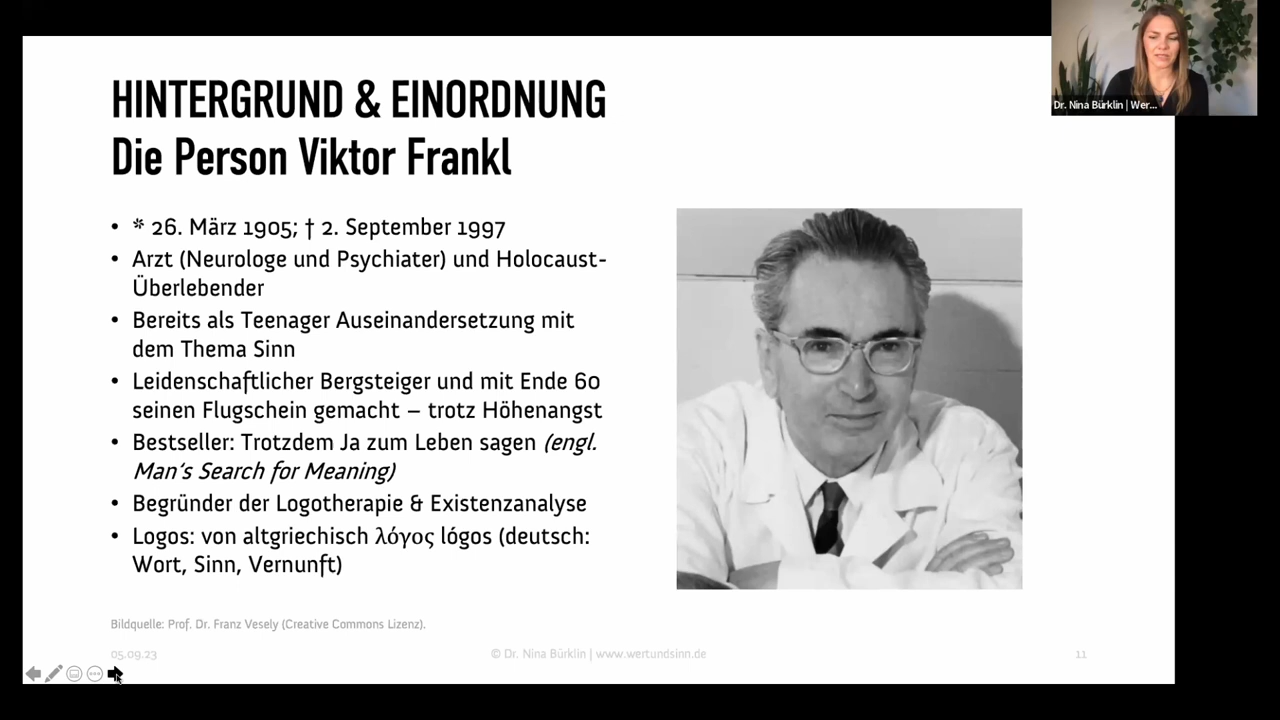 Dr. Nina Bürklin | Wer...
HINTERGRUND & EINORDNUNG
Die Person Viktor Frankl
• * 26. März 1905; † 2. September 1997
• Arzt (Neurologe und Psychiater) und Holocaust-
Überlebender
• Bereits als Teenager Auseinandersetzung mit
dem Thema Sinn
• Leidenschaftlicher Bergsteiger und mit Ende 60
seinen Flugschein gemacht – trotz Höhenangst
• Bestseller: Trotzdem Ja zum Leben sagen (engl.
Man's Search for Meaning)
• Begründer der Logotherapie & Existenzanalyse
• Logos: von altgriechisch λόγος lógos (deutsch:
Wort, Sinn, Vernunft)
Bildquelle: Prof. Dr. Franz Vesely (Creative Commons Lizenz).
05.09.23
© Dr. Nina Bürklin | www.wertundsinn.de
11